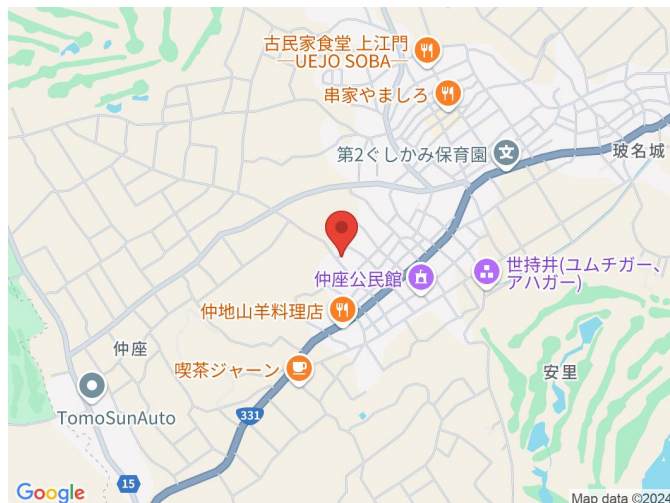 古民家食堂 上江門
─UEJO SOBA─
串家やましろ
第2ぐしかみ保育園
玻名城
世持井(ユムチガー、
アハガー)
仲座公民館
仲地山羊料理店
仲座
喫茶ジャーン
安里
TomoSunAuto
331
15
Google
Map data ©2024